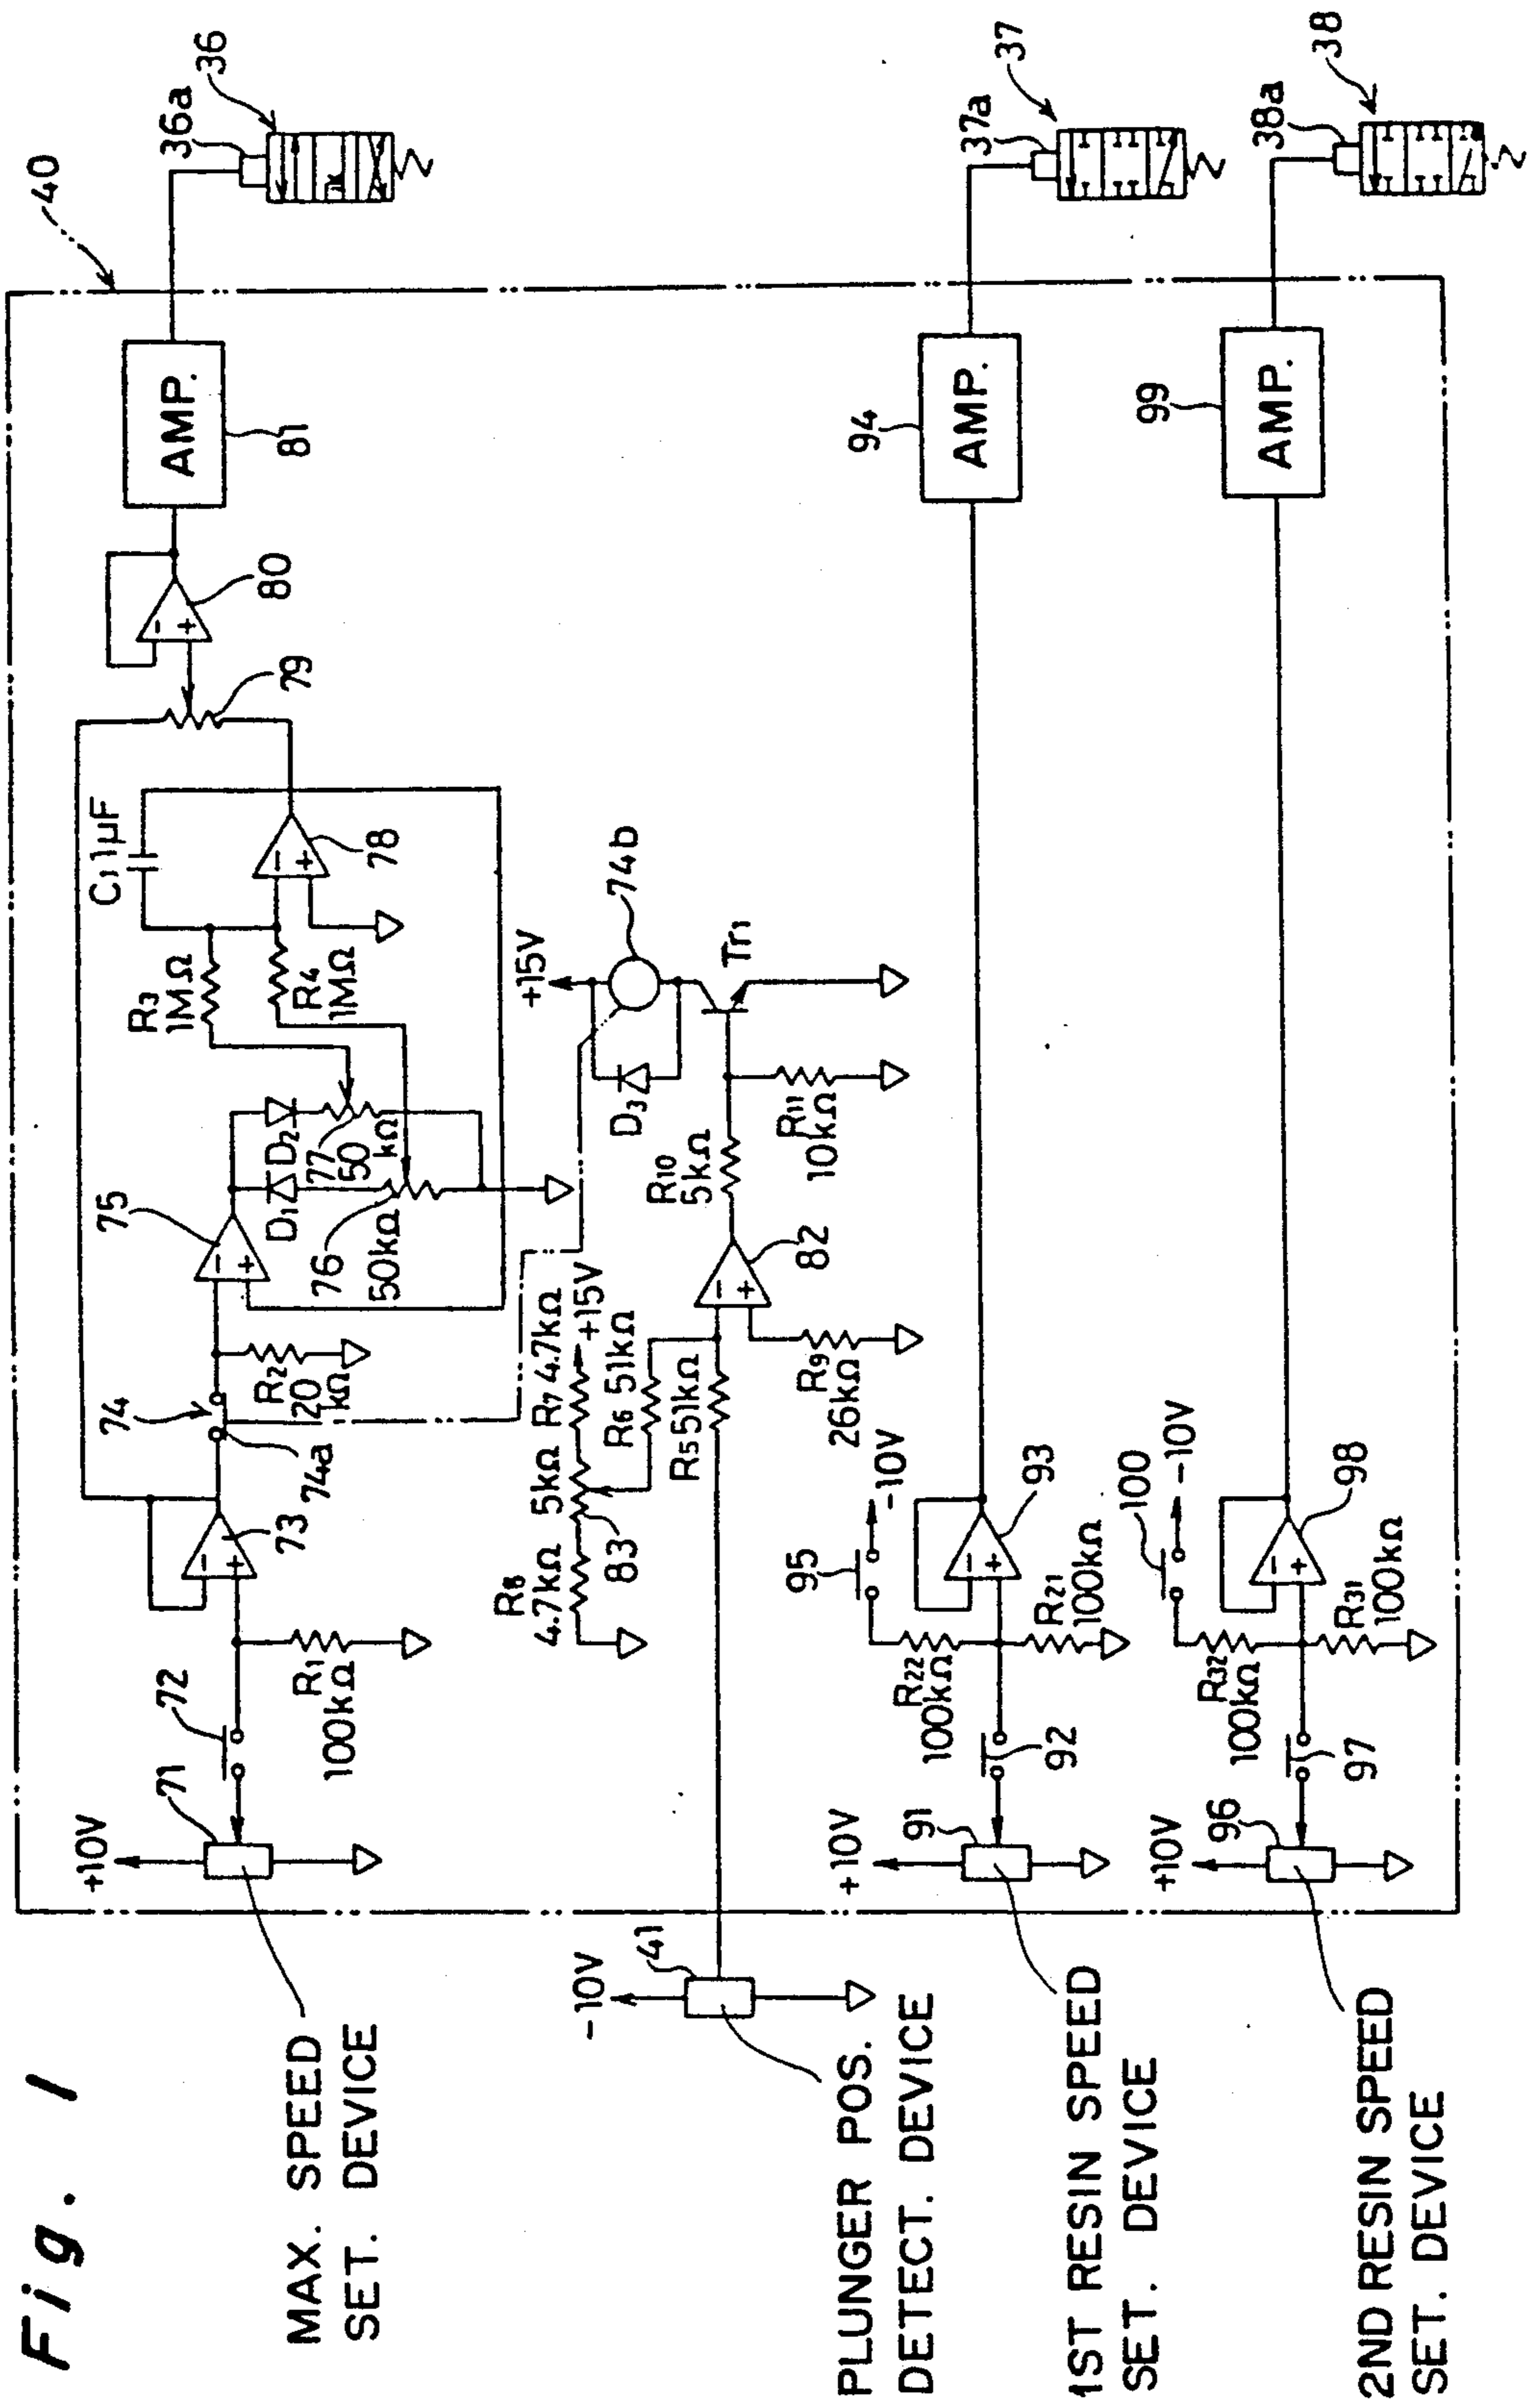 Fig. 1
MAX. SPEED
SET. DEVICE
PLUNGER POS.
DETECT. DEVICE
1ST RESIN SPEED
SET. DEVICE
2ND RESIN SPEED
SET. DEVICE
40
+10V
71
72
R1
100kΩ
73
74
74a
R2
20
kΩ
75
D1
D2
76
50kΩ
77
50
kΩ
R3
1MΩ
R4
1MΩ
C1 1μF
78
79
80
AMP.
81
36a
36
-10V
41
R8
4.7kΩ
5kΩ
83
R7 4.7kΩ
+15V
R6 51kΩ
R5 51kΩ
R9
26kΩ
82
R10
5kΩ
R11
10kΩ
D3
+15V
74b
Tr1
+10V
91
92
R22
100kΩ
R21
100kΩ
95
-10V
93
94
AMP.
37a
37
+10V
96
97
R32
100kΩ
R31
100kΩ
100
-10V
98
99
AMP.
38a
38